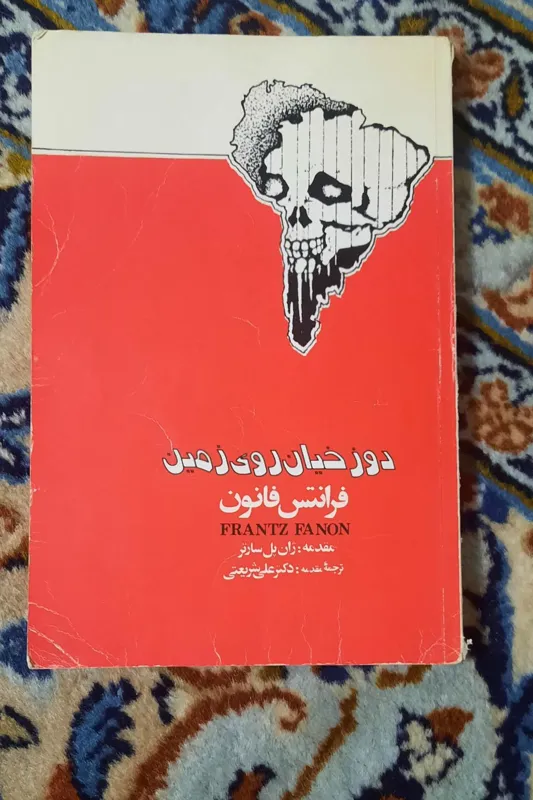 دوزخیان روی زمین
فرانتس فانون
FRANTZ FANON
مقدمه: ژان پل سارتر
ترجمهٔ مقدمه: دکتر علی شریعتی